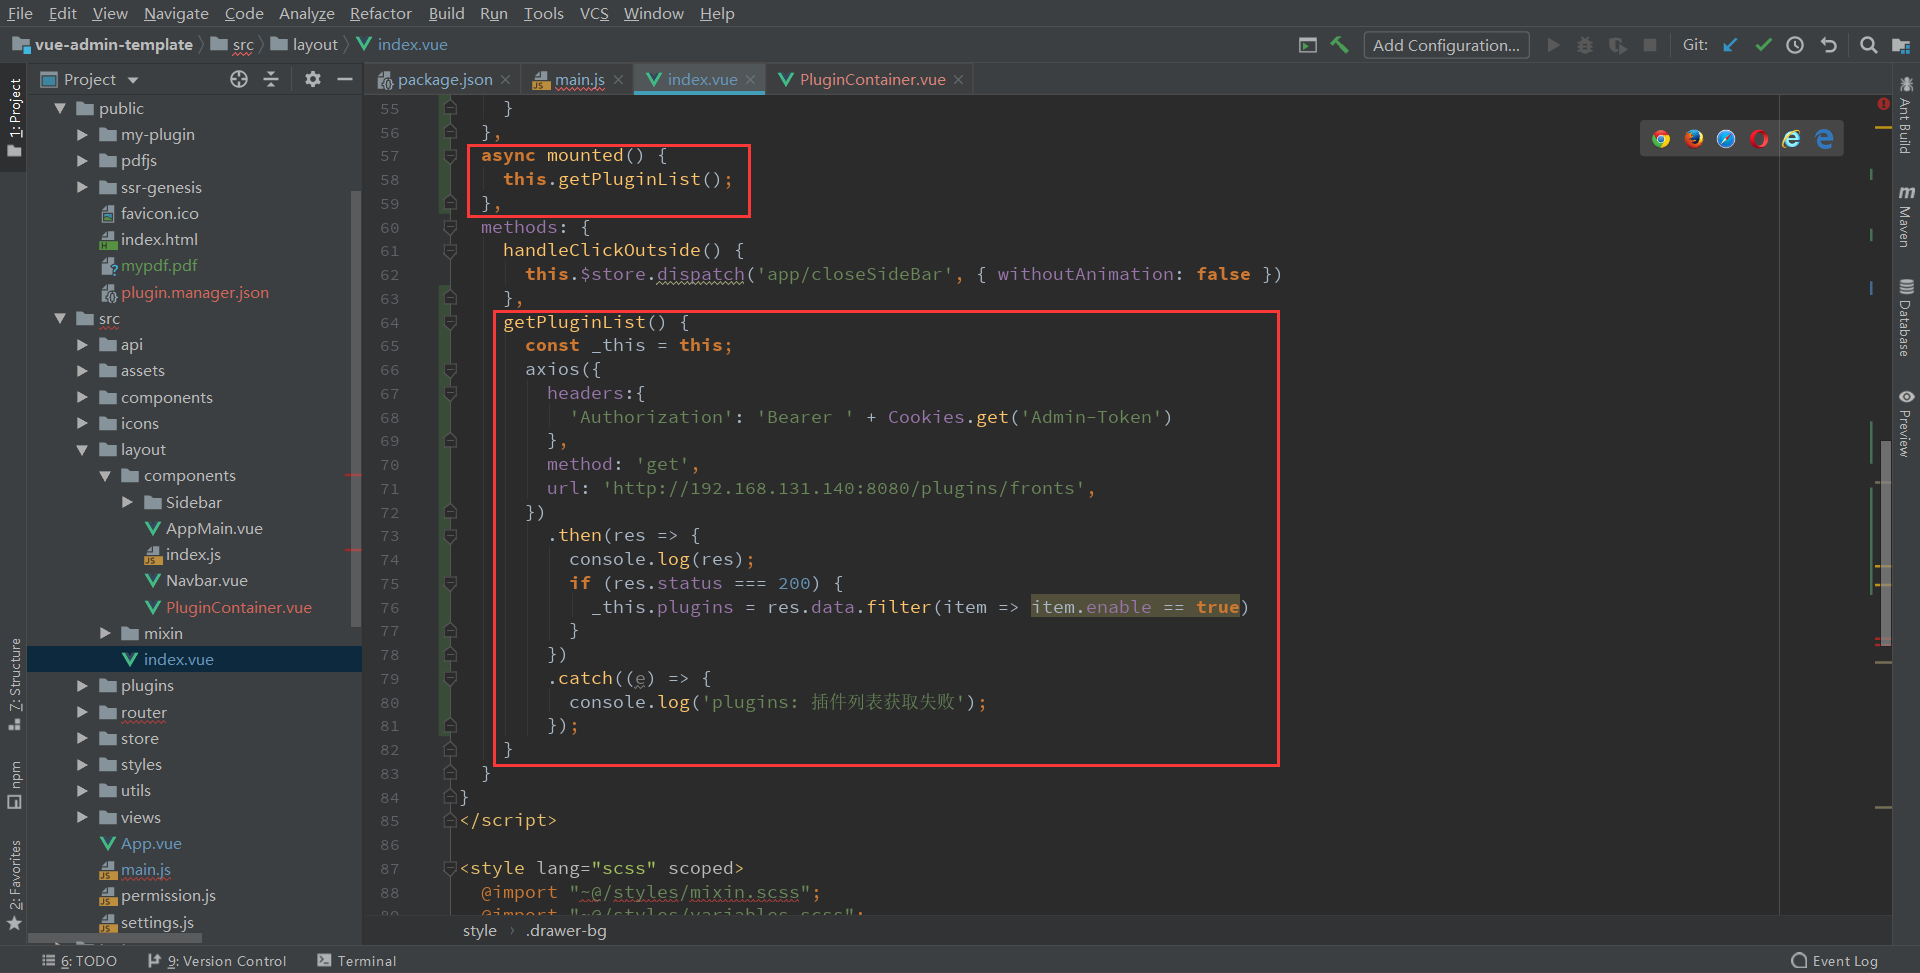 File Edit View Navigate Code Analyze Refactor Build Run Tools VCS Window Help
vue-admin-template src layout index.vue
Add Configuration...
Git:
Project
package.json
main.js
index.vue
PluginContainer.vue
1: Project
7: Structure
npm
2: Favorites
public
my-plugin
pdfjs
ssr-genesis
favicon.ico
index.html
mypdf.pdf
plugin.manager.json
src
api
assets
components
icons
layout
components
Sidebar
AppMain.vue
index.js
Navbar.vue
PluginContainer.vue
mixin
index.vue
plugins
router
store
styles
utils
views
App.vue
main.js
permission.js
settings.js
55 }
56 },
57 async mounted() {
58 this.getPluginList();
59 },
60 methods: {
61 handleClickOutside() {
62 this.$store.dispatch('app/closeSideBar', { withoutAnimation: false })
63 },
64 getPluginList() {
65 const _this = this;
66 axios({
67 headers:{
68 'Authorization': 'Bearer ' + Cookies.get('Admin-Token')
69 },
70 method: 'get',
71 url: 'http://192.168.131.140:8080/plugins/fronts',
72 })
73 .then(res => {
74 console.log(res);
75 if (res.status === 200) {
76 _this.plugins = res.data.filter(item => item.enable == true)
77 }
78 })
79 .catch((e) => {
80 console.log('plugins: 插件列表获取失败');
81 });
82 }
83 }
84 }
85 </script>
86
87 <style lang="scss" scoped>
88 @import "~@/styles/mixin.scss";
89 @import "~@/styles/variables.scss";
style › .drawer-bg
Ant Build
Maven
Database
Preview
6: TODO
9: Version Control
Terminal
Event Log